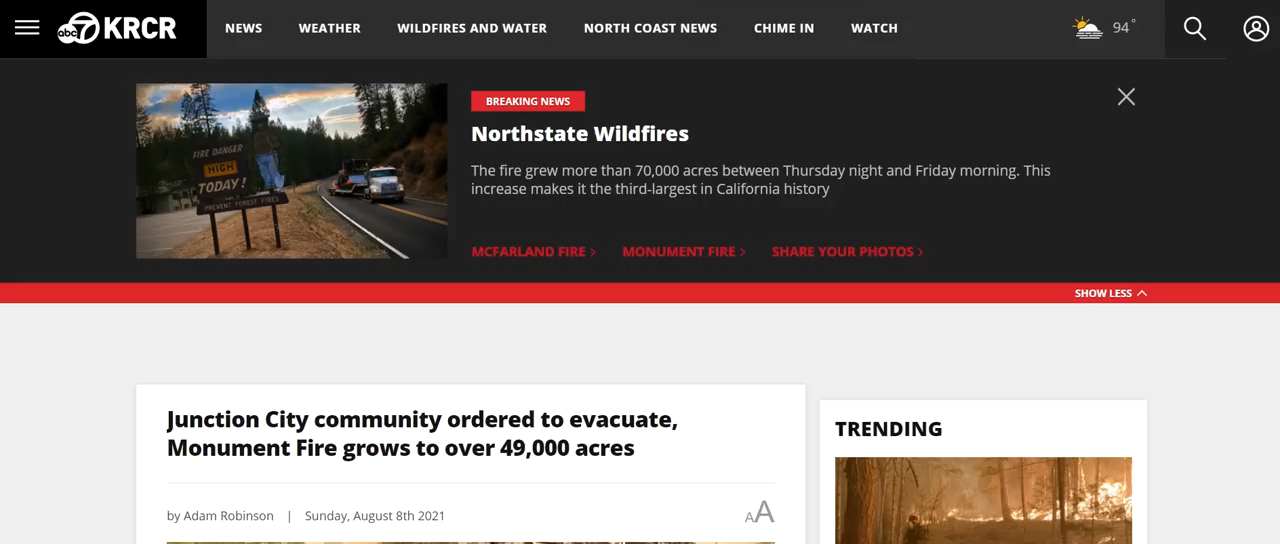 abc 7 KRCR
NEWS
WEATHER
WILDFIRES AND WATER
NORTH COAST NEWS
CHIME IN
WATCH
94°
FIRE DANGER
HIGH
TODAY!
PREVENT FOREST FIRES
BREAKING NEWS
Northstate Wildfires
The fire grew more than 70,000 acres between Thursday night and Friday morning. This
increase makes it the third-largest in California history
MCFARLAND FIRE >
MONUMENT FIRE >
SHARE YOUR PHOTOS >
SHOW LESS
Junction City community ordered to evacuate,
Monument Fire grows to over 49,000 acres
by Adam Robinson | Sunday, August 8th 2021
AA
TRENDING